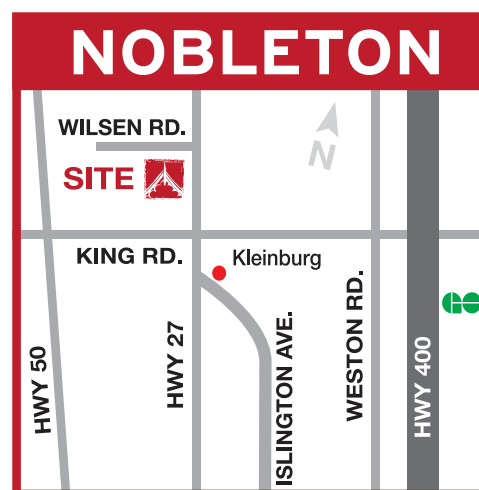 NOBLETON
WILSEN RD.
N
SITE
KING RD.
Kleinburg
HWY 50
HWY 27
ISLINGTON AVE.
WESTON RD.
HWY 400
GO